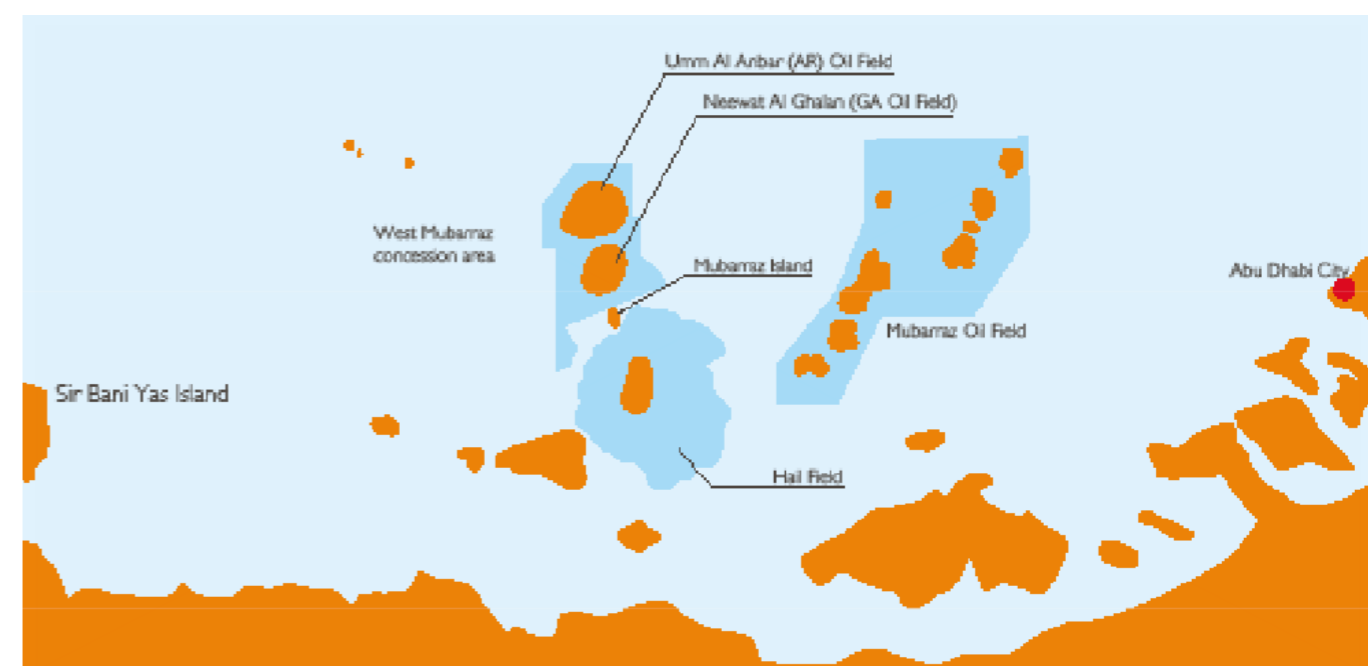 Umm Al Anbar (AR) Oil Field
Neewat Al Ghalan (GA Oil Field)
West Mubarraz
concession area
Mubarraz Island
Abu Dhabi City
Mubarraz Oil Field
Sir Bani Yas Island
Hail Field